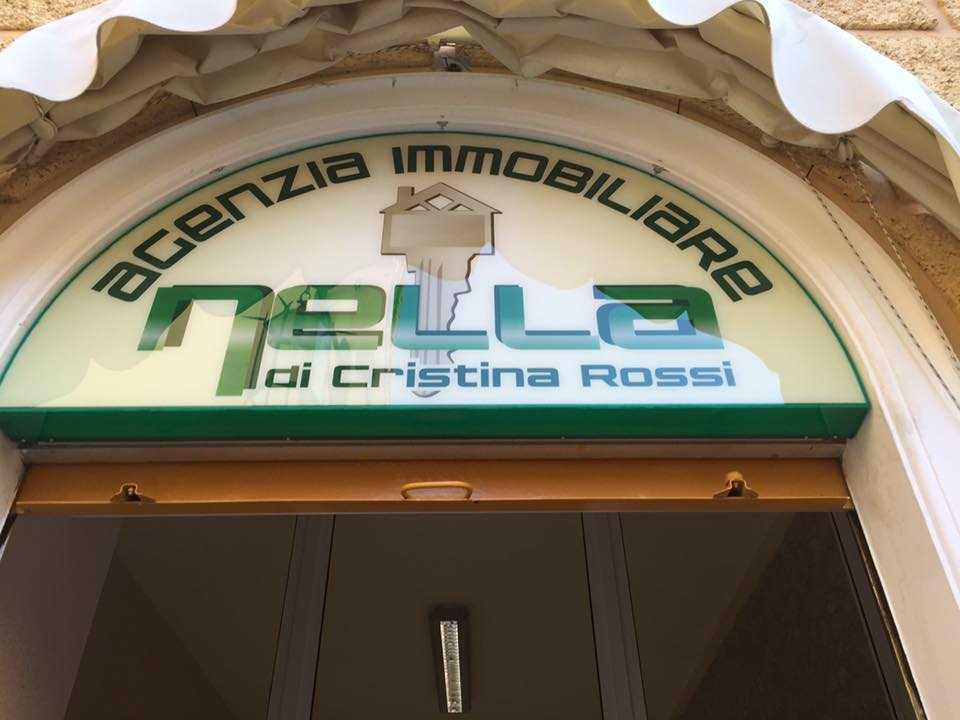 AGENZIA IMMOBILIARE
NELLA
di Cristina Rossi